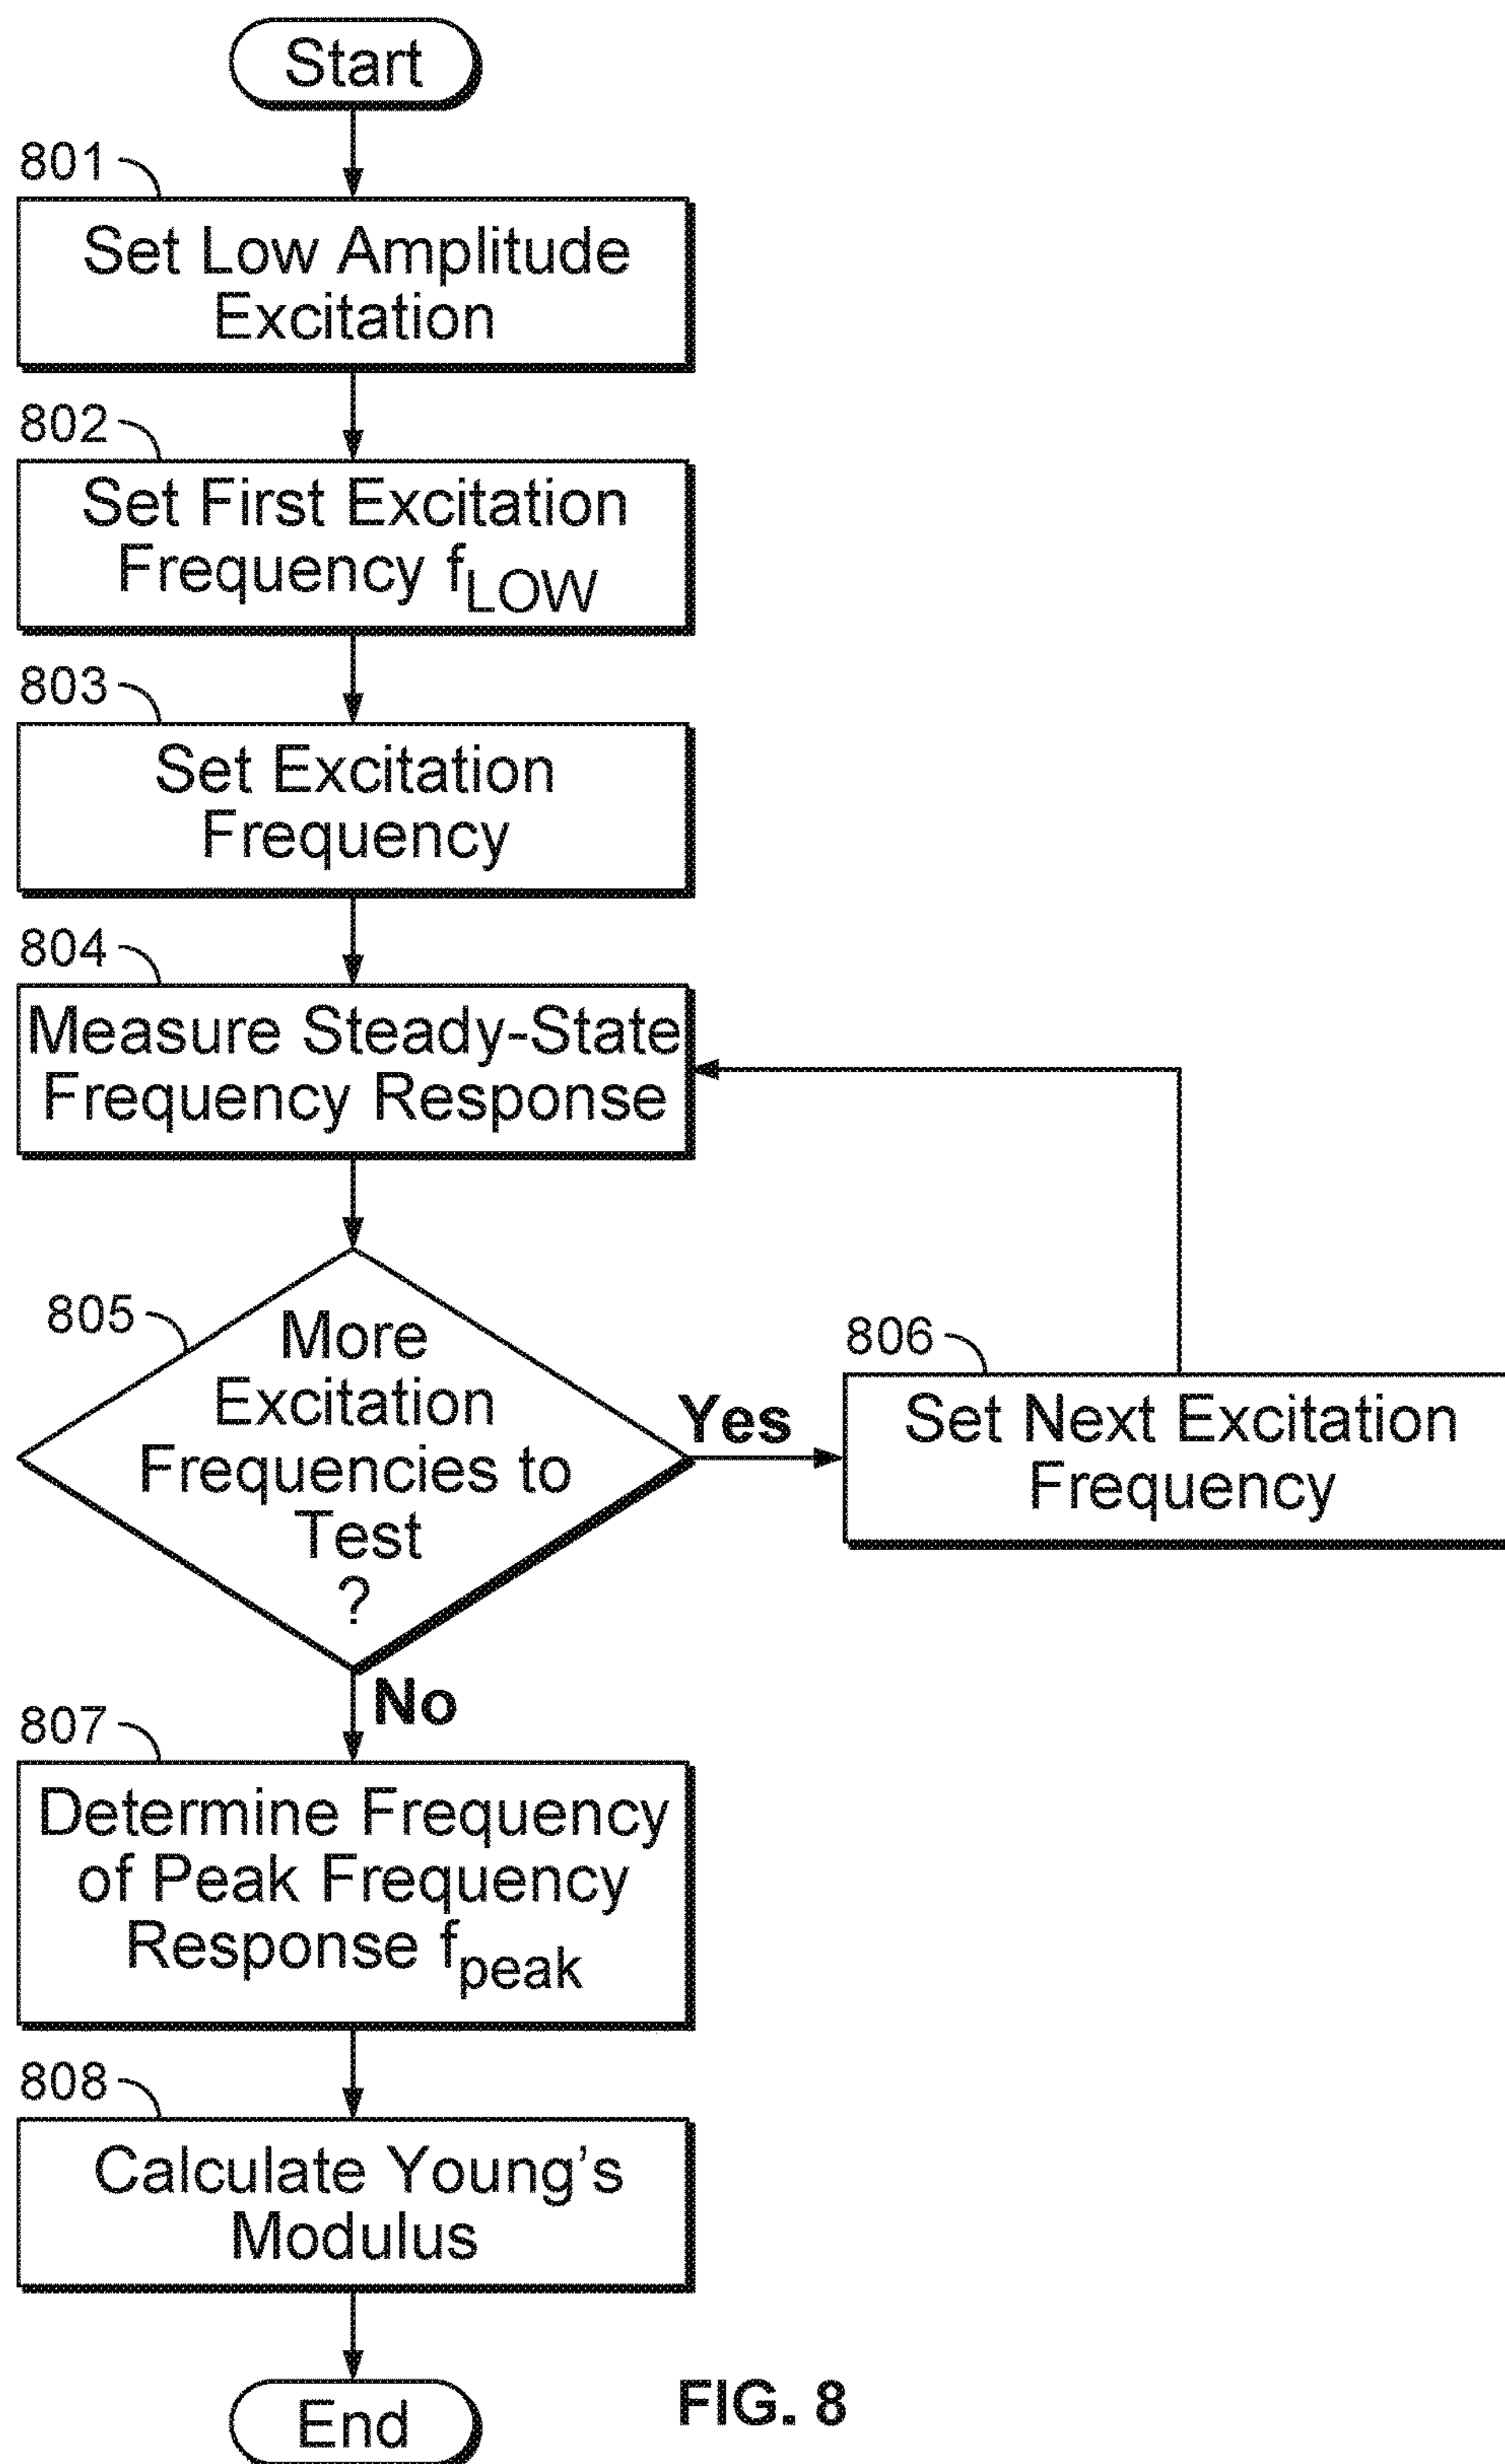 Start
801
Set Low Amplitude
Excitation
802
Set First Excitation
Frequency fLOW
803
Set Excitation
Frequency
804
Measure Steady-State
Frequency Response
805
More
Excitation
Frequencies to
Test
?
Yes
806
Set Next Excitation
Frequency
No
807
Determine Frequency
of Peak Frequency
Response fpeak
808
Calculate Young’s
Modulus
End
FIG. 8